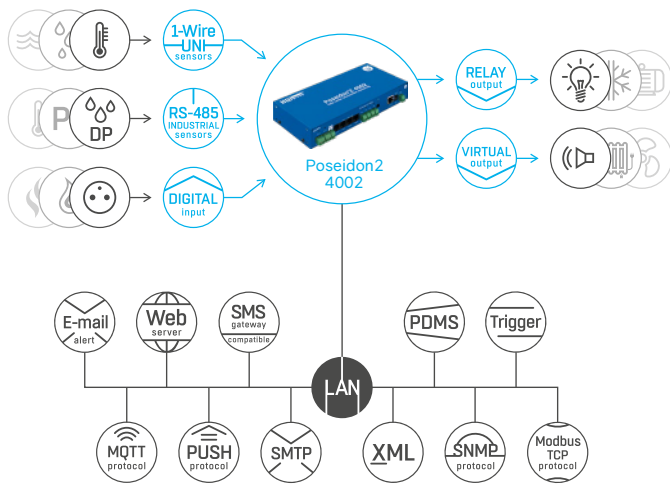 1-Wire
UNI
sensors
RELAY
output
P
DP
RS-485
INDUSTRIAL
sensors
Poseidon2 4002
Poseidon2
4002
VIRTUAL
output
DIGITAL
input
E-mail
alert
Web
server
SMS
gateway
compatible
PDMS
Trigger
LAN
MQTT
protocol
PUSH
protocol
SMTP
XML
SNMP
protocol
Modbus
TCP
protocol